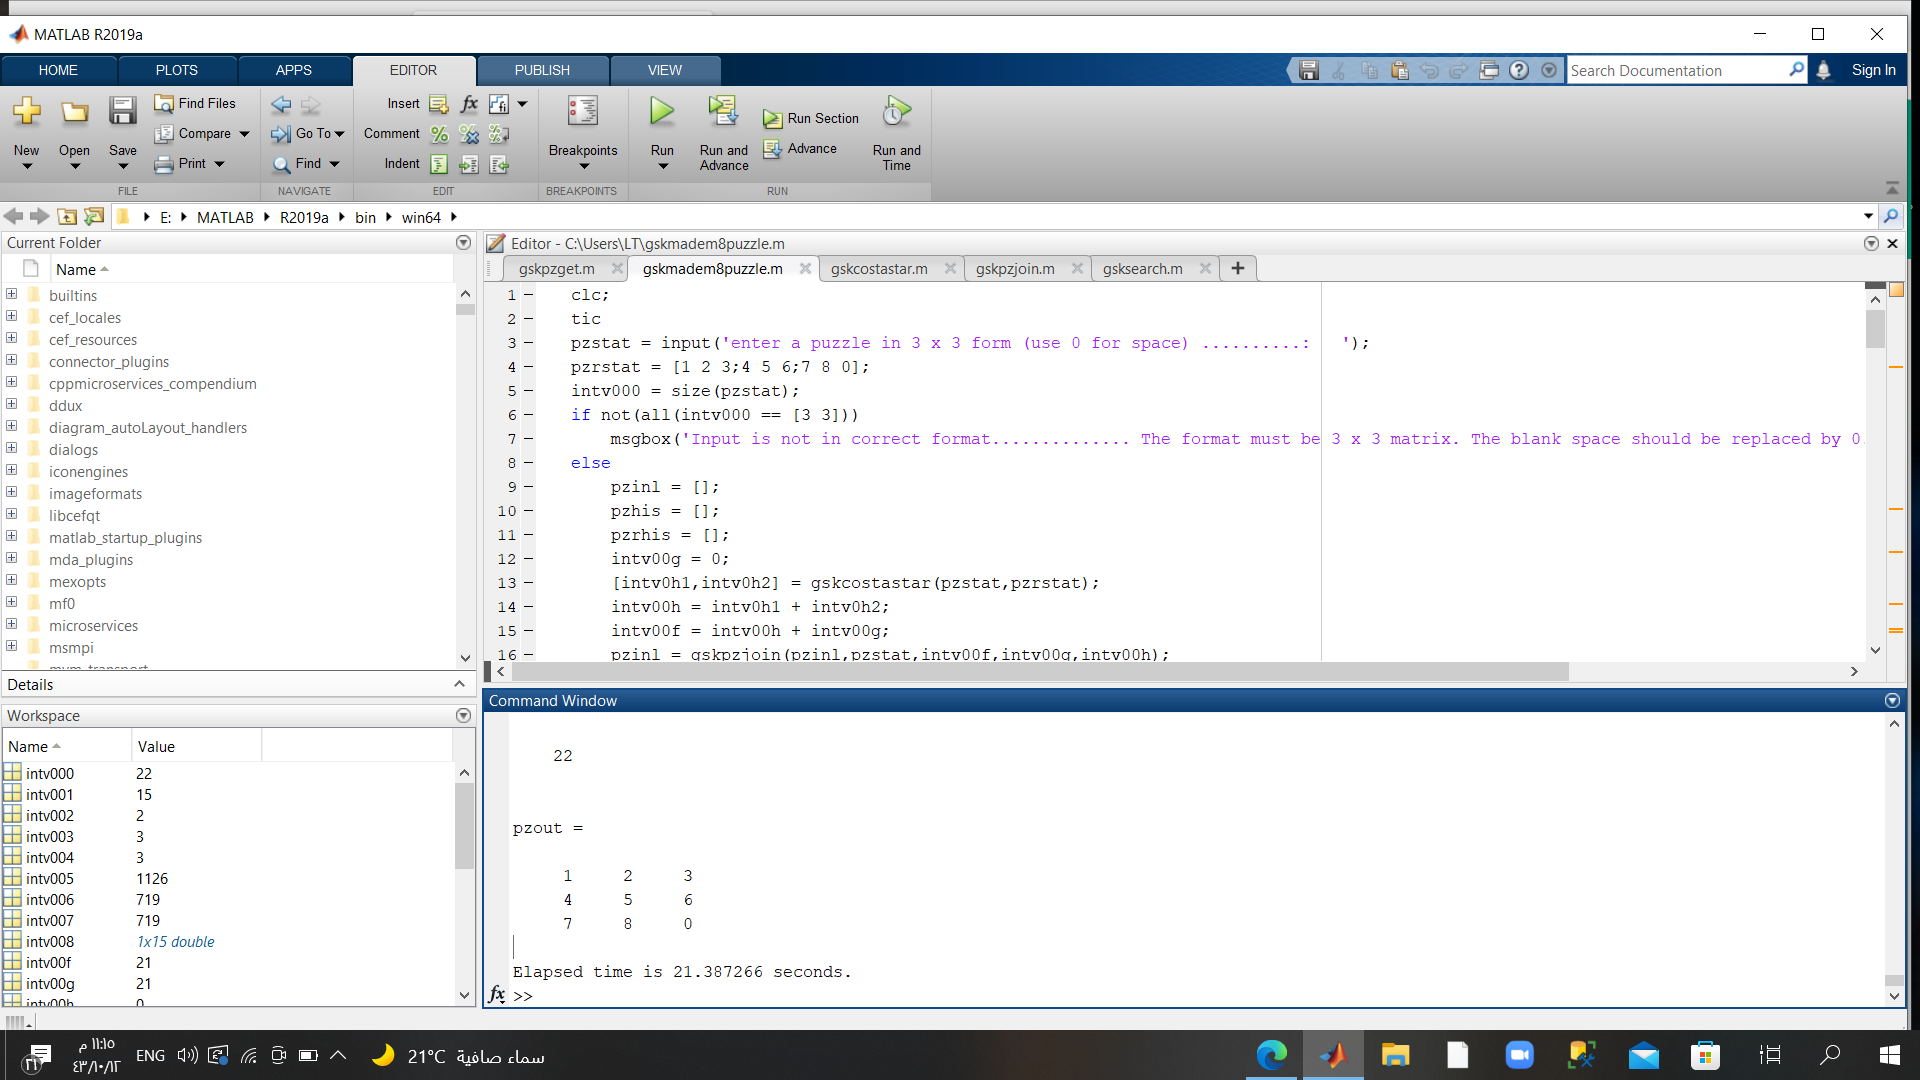 MATLAB R2019a
HOME PLOTS APPS EDITOR PUBLISH VIEW
Search Documentation
Sign In
New
Open
Save
Find Files
Compare
Print
FILE
Go To
Find
NAVIGATE
Insert
Comment
Indent
EDIT
fx
Breakpoints
BREAKPOINTS
Run
Run and Advance
Run Section
Advance
Run and Time
RUN
E: MATLAB R2019a bin win64
Current Folder
Name
builtins
cef_locales
cef_resources
connector_plugins
cppmicroservices_compendium
ddux
diagram_autoLayout_handlers
dialogs
iconengines
imageformats
libcefqt
matlab_startup_plugins
mda_plugins
mexopts
mf0
microservices
msmpi
mvm_transport
Details
Workspace
Name Value
intv000 22
intv001 15
intv002 2
intv003 3
intv004 3
intv005 1126
intv006 719
intv007 719
intv008 1x15 double
intv00f 21
intv00g 21
intv00h 0
Editor - C:\Users\LT\gskmadem8puzzle.m
gskpzget.m gskmadem8puzzle.m gskcostastar.m gskpzjoin.m gsksearch.m
1 clc;
2 tic
3 pzstat = input('enter a puzzle in 3 x 3 form (use 0 for space) ..........:   ');
4 pzrstat = [1 2 3;4 5 6;7 8 0];
5 intv000 = size(pzstat);
6 if not(all(intv000 == [3 3]))
7 msgbox('Input is not in correct format.............. The format must be 3 x 3 matrix. The blank space should be replaced by 0.
8 else
9 pzinl = [];
10 pzhis = [];
11 pzrhis = [];
12 intv00g = 0;
13 [intv0h1,intv0h2] = gskcostastar(pzstat,pzrstat);
14 intv00h = intv0h1 + intv0h2;
15 intv00f = intv00h + intv00g;
16 pzinl = gskpzjoin(pzinl,pzstat,intv00f,intv00g,intv00h);
Command Window
22
pzout =
1 2 3
4 5 6
7 8 0
Elapsed time is 21.387266 seconds.
fx >>
١١:١٥ م
٤٣/١٠/١٢
ENG
21°C سماء صافية